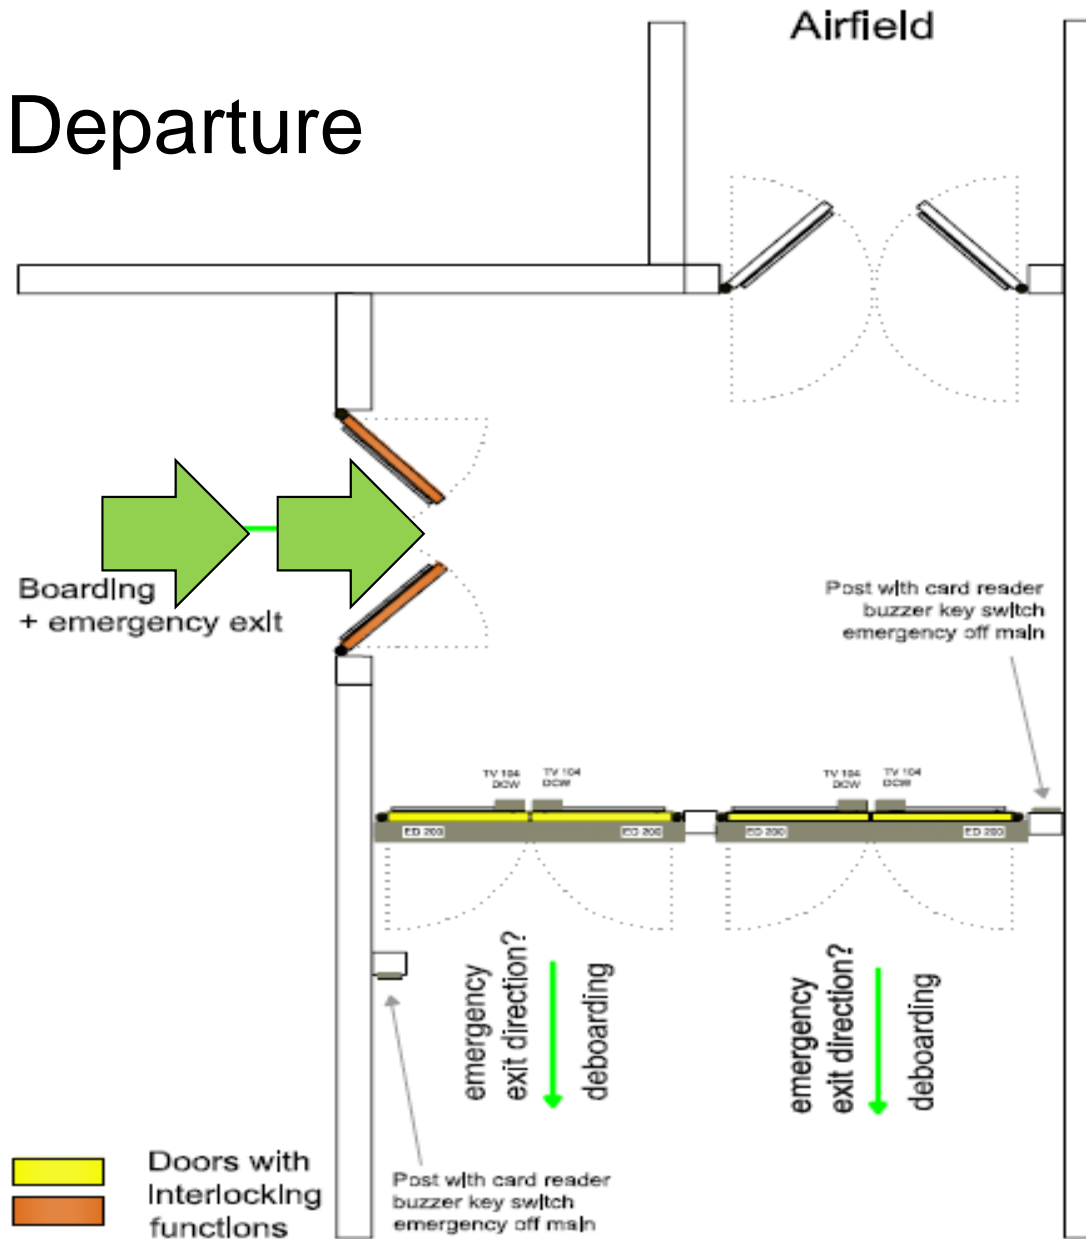 Airfield
Departure
Boarding
+ emergency exit
Post with card reader
buzzer key switch
emergency off main
TV 104
DCW
TV 104
DCW
TV 104
DCW
TV 104
DCW
ED 200
ED 200
ED 200
ED 200
emergency
exit direction?
deboarding
emergency
exit direction?
deboarding
Doors with
interlocking
functions
Post with card reader
buzzer key switch
emergency off main